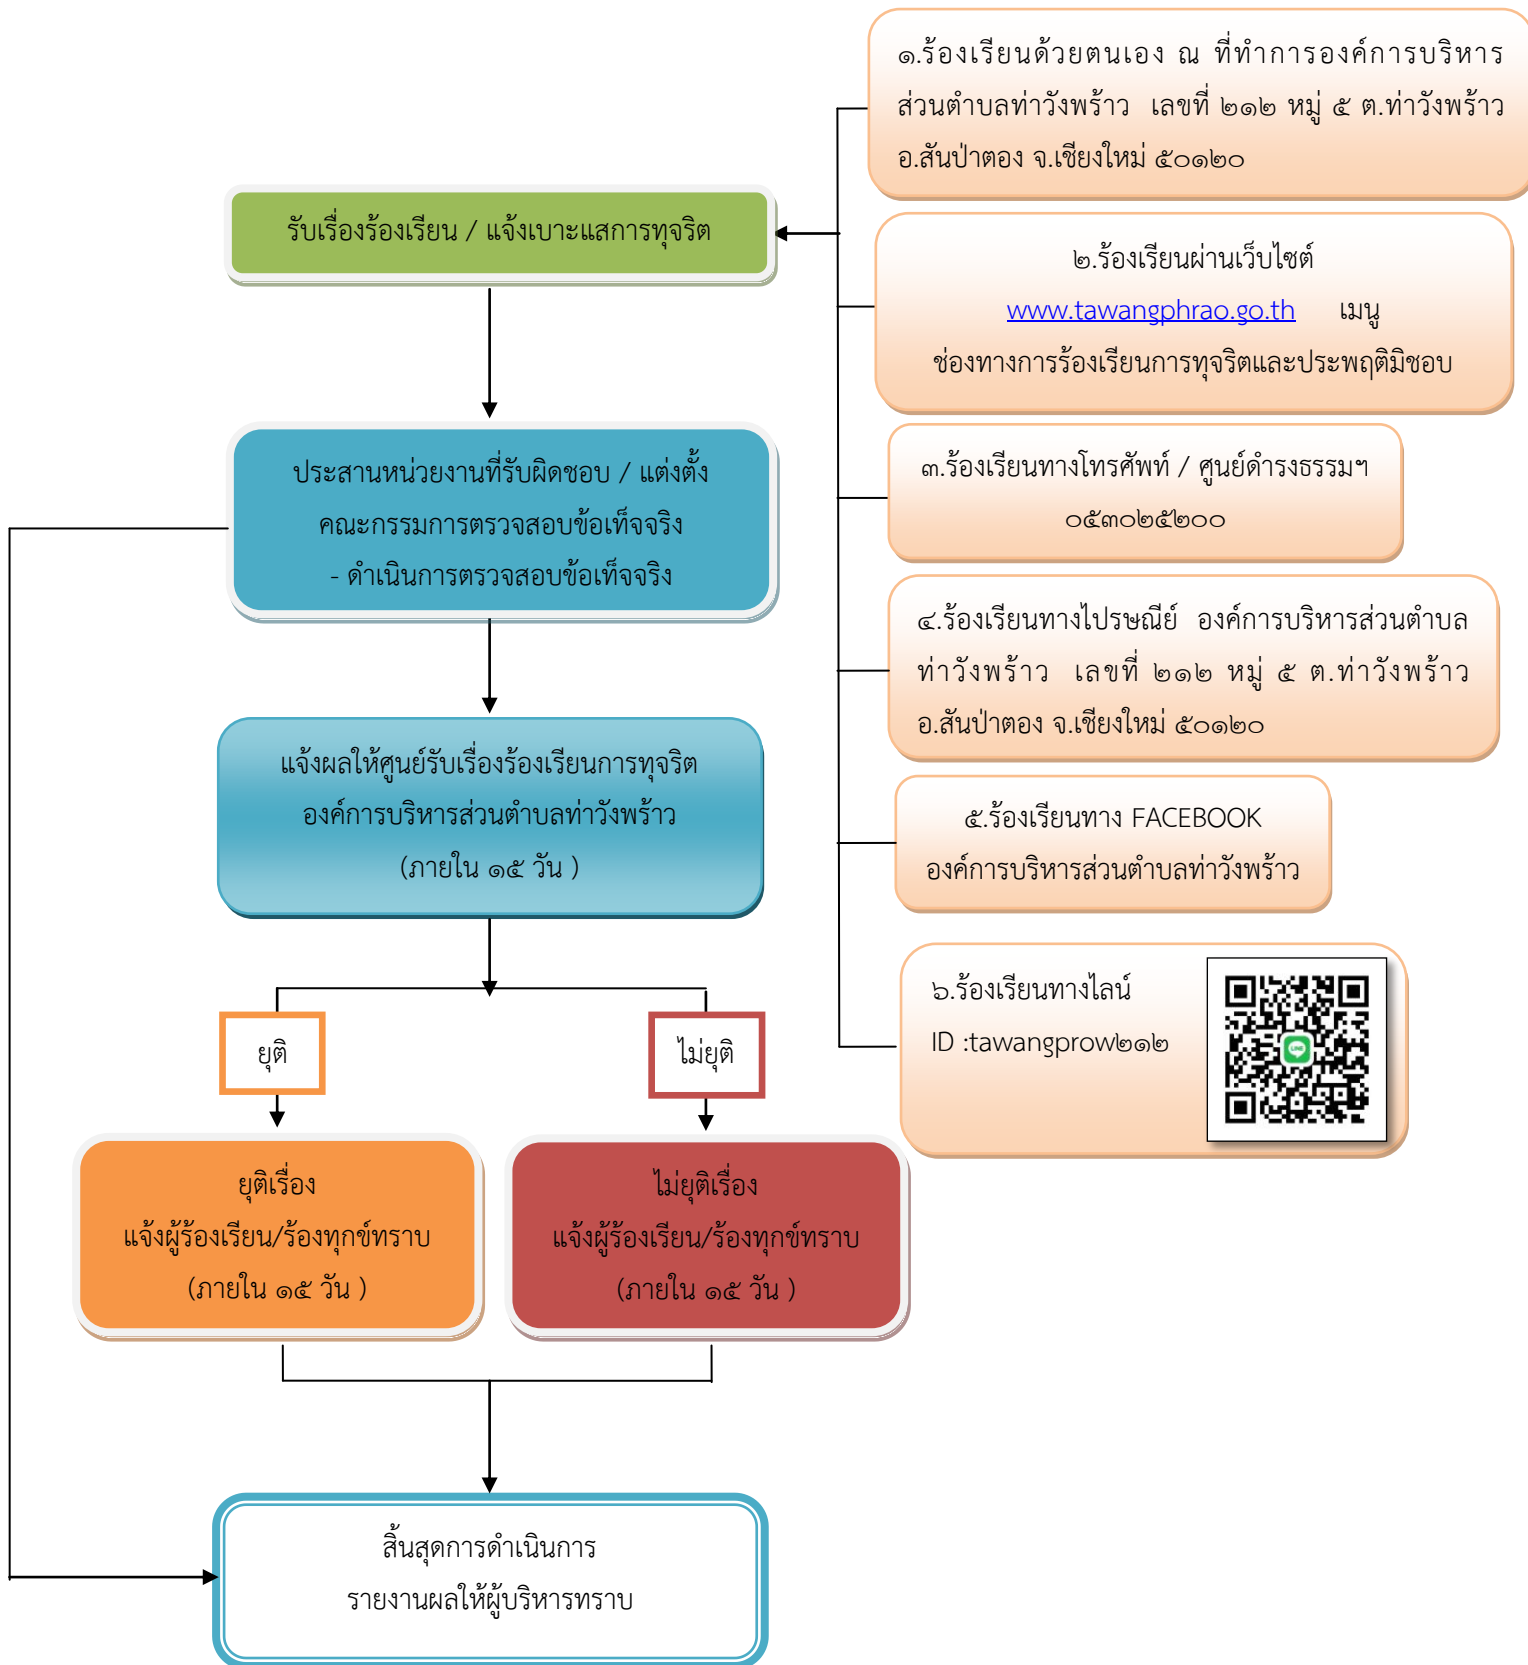 ๑.ร้องเรียนด้วยตนเอง ณ ที่ทำการองค์การบริหาร
ส่วนตำบลท่าวังพร้าว เลขที่ ๒๑๒ หมู่ ๕ ต.ท่าวังพร้าว
อ.สันป่าตอง จ.เชียงใหม่ ๕๐๑๒๐
รับเรื่องร้องเรียน / แจ้งเบาะแสการทุจริต
๒.ร้องเรียนผ่านเว็บไซต์
www.tawangphrao.go.th เมนู
ช่องทางการร้องเรียนการทุจริตและประพฤติมิชอบ
๓.ร้องเรียนทางโทรศัพท์ / ศูนย์ดำรงธรรมฯ
๐๕๓๐๒๕๒๐๐
ประสานหน่วยงานที่รับผิดชอบ / แต่งตั้ง
คณะกรรมการตรวจสอบข้อเท็จจริง
- ดำเนินการตรวจสอบข้อเท็จจริง
๔.ร้องเรียนทางไปรษณีย์ องค์การบริหารส่วนตำบล
ท่าวังพร้าว เลขที่ ๒๑๒ หมู่ ๕ ต.ท่าวังพร้าว
อ.สันป่าตอง จ.เชียงใหม่ ๕๐๑๒๐
แจ้งผลให้ศูนย์รับเรื่องร้องเรียนการทุจริต
องค์การบริหารส่วนตำบลท่าวังพร้าว
(ภายใน ๑๕ วัน )
๕.ร้องเรียนทาง FACEBOOK
องค์การบริหารส่วนตำบลท่าวังพร้าว
๖.ร้องเรียนทางไลน์
ID :tawangprow๒๑๒
LINE
ยุติ
ไม่ยุติ
ยุติเรื่อง
แจ้งผู้ร้องเรียน/ร้องทุกข์ทราบ
(ภายใน ๑๕ วัน )
ไม่ยุติเรื่อง
แจ้งผู้ร้องเรียน/ร้องทุกข์ทราบ
(ภายใน ๑๕ วัน )
สิ้นสุดการดำเนินการ
รายงานผลให้ผู้บริหารทราบ